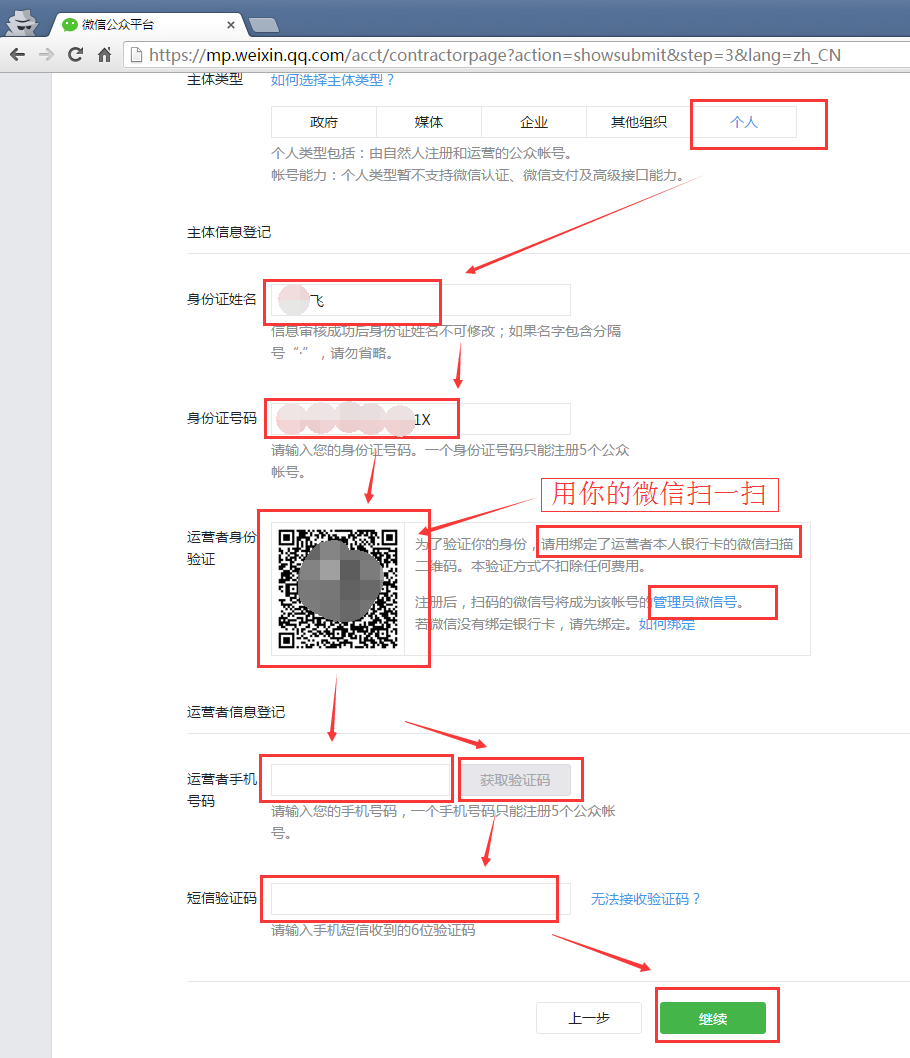 微信公众平台
https://mp.weixin.qq.com/acct/contractorpage?action=showsubmit&step=3&lang=zh_CN
主体类型 如何选择主体类型？
政府 媒体 企业 其他组织 个人
个人类型包括：由自然人注册和运营的公众帐号。
帐号能力：个人类型暂不支持微信认证、微信支付及高级接口能力。
主体信息登记
身份证姓名 飞
信息审核成功后身份证姓名不可修改；如果名字包含分隔
号“·”，请勿省略。
身份证号码 1X
请输入您的身份证号码。一个身份证号码只能注册5个公众
帐号。
用你的微信扫一扫
运营者身份
验证
为了验证你的身份，请用绑定了运营者本人银行卡的微信扫描
二维码。本验证方式不扣除任何费用。
注册后，扫码的微信号将成为该帐号的管理员微信号。
若微信没有绑定银行卡，请先绑定。如何绑定
运营者信息登记
运营者手机
号码
获取验证码
请输入您的手机号码，一个手机号码只能注册5个公众帐
号。
短信验证码 无法接收验证码？
请输入手机短信收到的6位验证码
上一步 继续